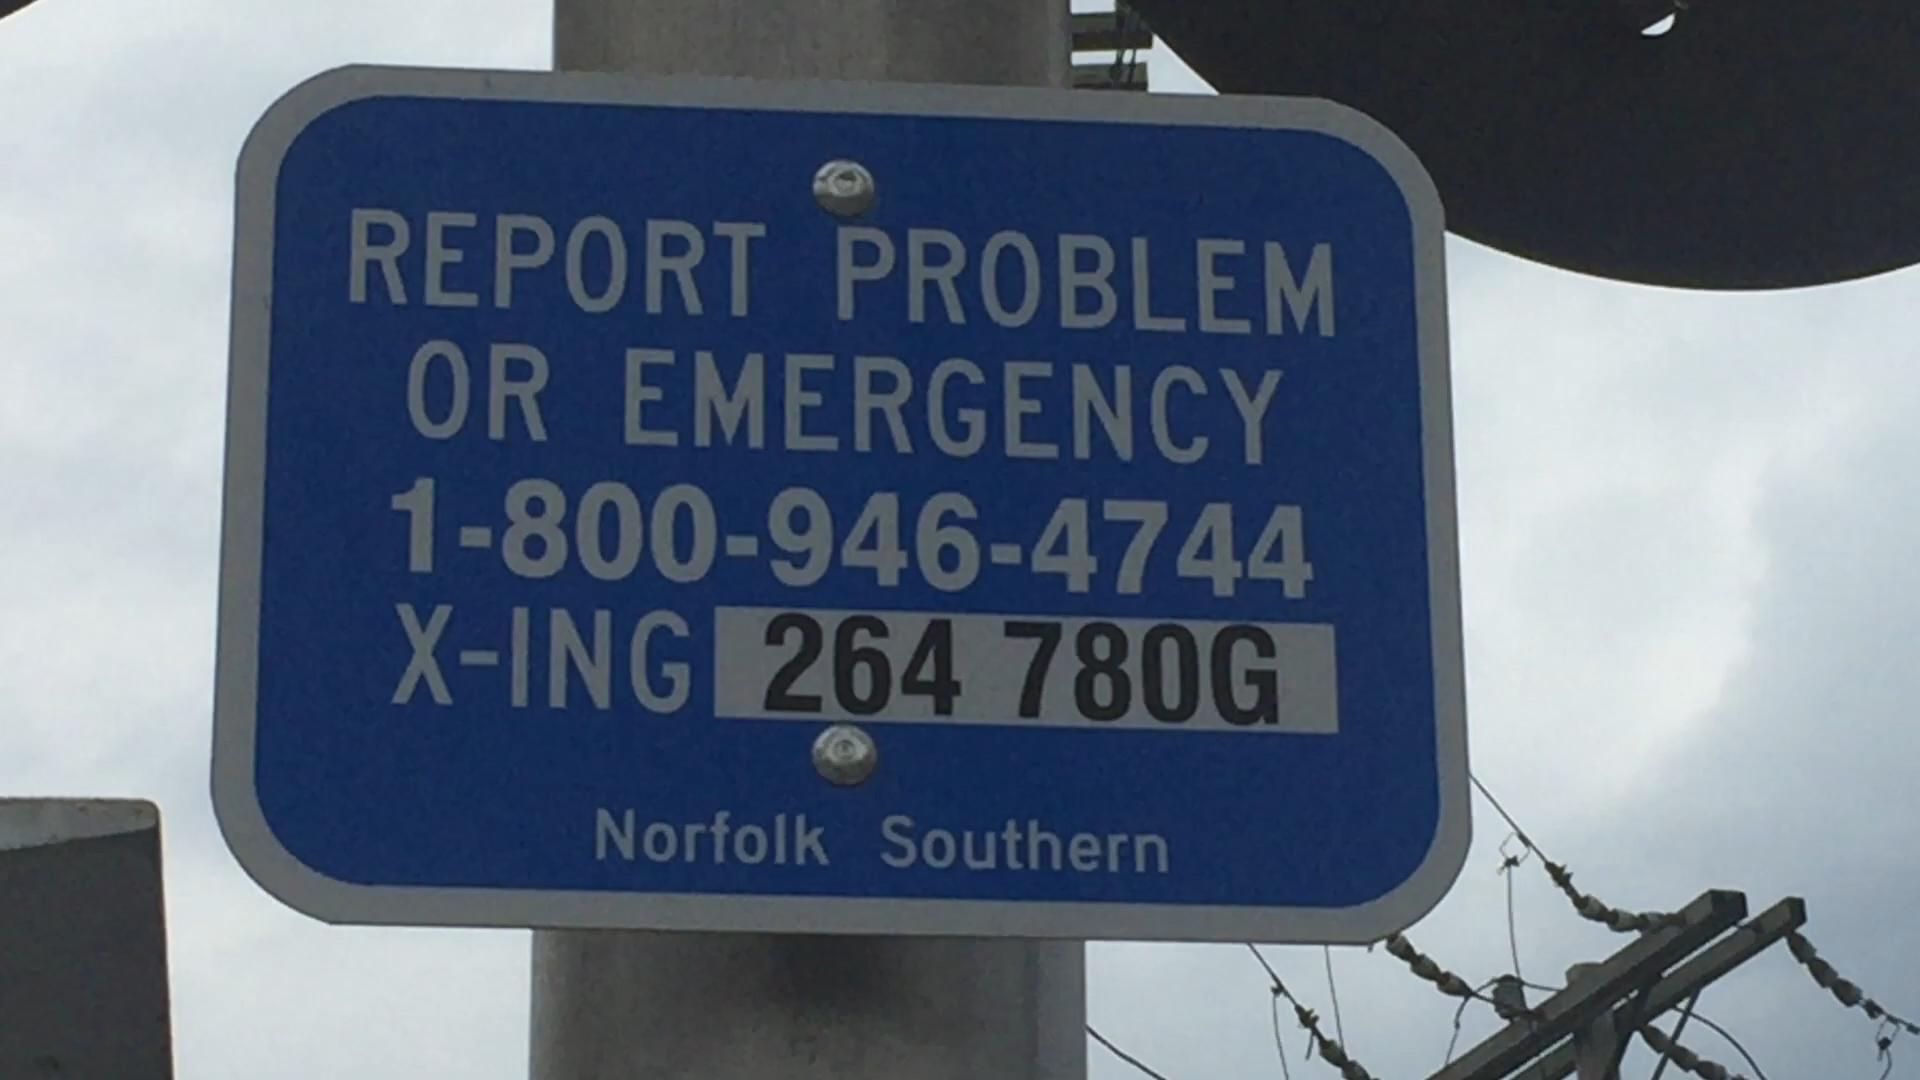 REPORT PROBLEM
OR EMERGENCY
1-800-946-4744
X-ING 264 780G
Norfolk Southern